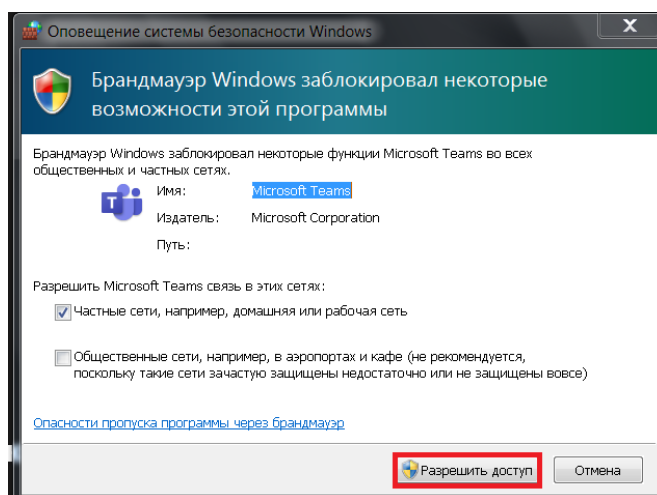 Оповещение системы безопасности Windows
Брандмауэр Windows заблокировал некоторые
возможности этой программы
Брандмауэр Windows заблокировал некоторые функции Microsoft Teams во всех
общественных и частных сетях.
Имя: Microsoft Teams
Издатель: Microsoft Corporation
Путь:
Разрешить Microsoft Teams связь в этих сетях:
Частные сети, например, домашняя или рабочая сеть
Общественные сети, например, в аэропортах и кафе (не рекомендуется,
поскольку такие сети зачастую защищены недостаточно или не защищены вовсе)
Опасности пропуска программы через брандмауэр
Разрешить доступ Отмена